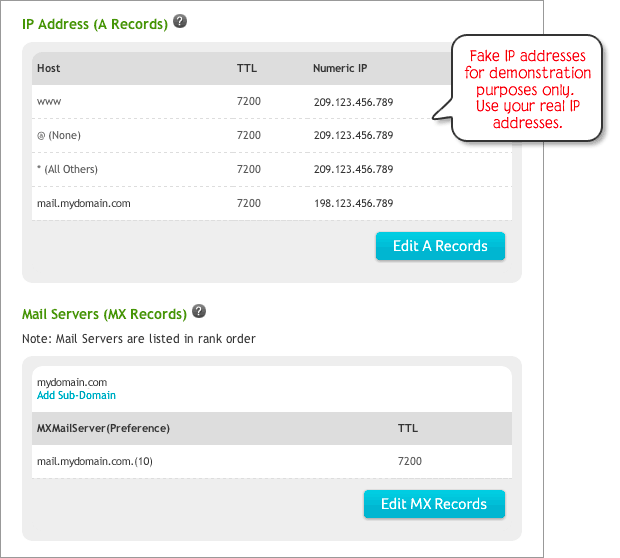 IP Address (A Records) ?
Host TTL Numeric IP
www 7200 209.123.456.789
@ (None) 7200 209.123.456.789
* (All Others) 7200 209.123.456.789
mail.mydomain.com 7200 198.123.456.789
Edit A Records
Fake IP addresses
for demonstration
purposes only.
Use your real IP
addresses.
Mail Servers (MX Records) ?
Note: Mail Servers are listed in rank order
mydomain.com
Add Sub-Domain
MXMailServer(Preference) TTL
mail.mydomain.com.(10) 7200
Edit MX Records